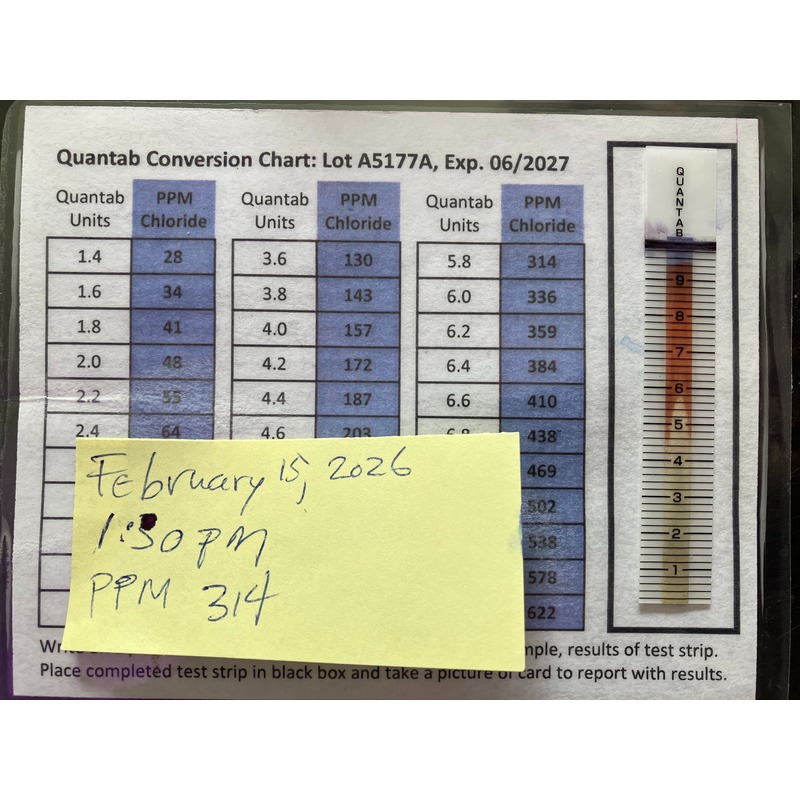 Quantab Conversion Chart: Lot A5177A, Exp. 06/2027
Quantab Units PPM Chloride Quantab Units PPM Chloride Quantab Units PPM Chloride
1.4 28 3.6 130 5.8 314
1.6 34 3.8 143 6.0 336
1.8 41 4.0 157 6.2 359
2.0 48 4.2 172 6.4 384
2.2 55 4.4 187 6.6 410
2.4 64 4.6 203 6.8 438
469
502
538
578
622
February 15, 2026
1:30 PM
PPM 314
mple, results of test strip.
Place completed test strip in black box and take a picture of card to report with results.
QUANTAB
9
8
7
6
5
4
3
2
1